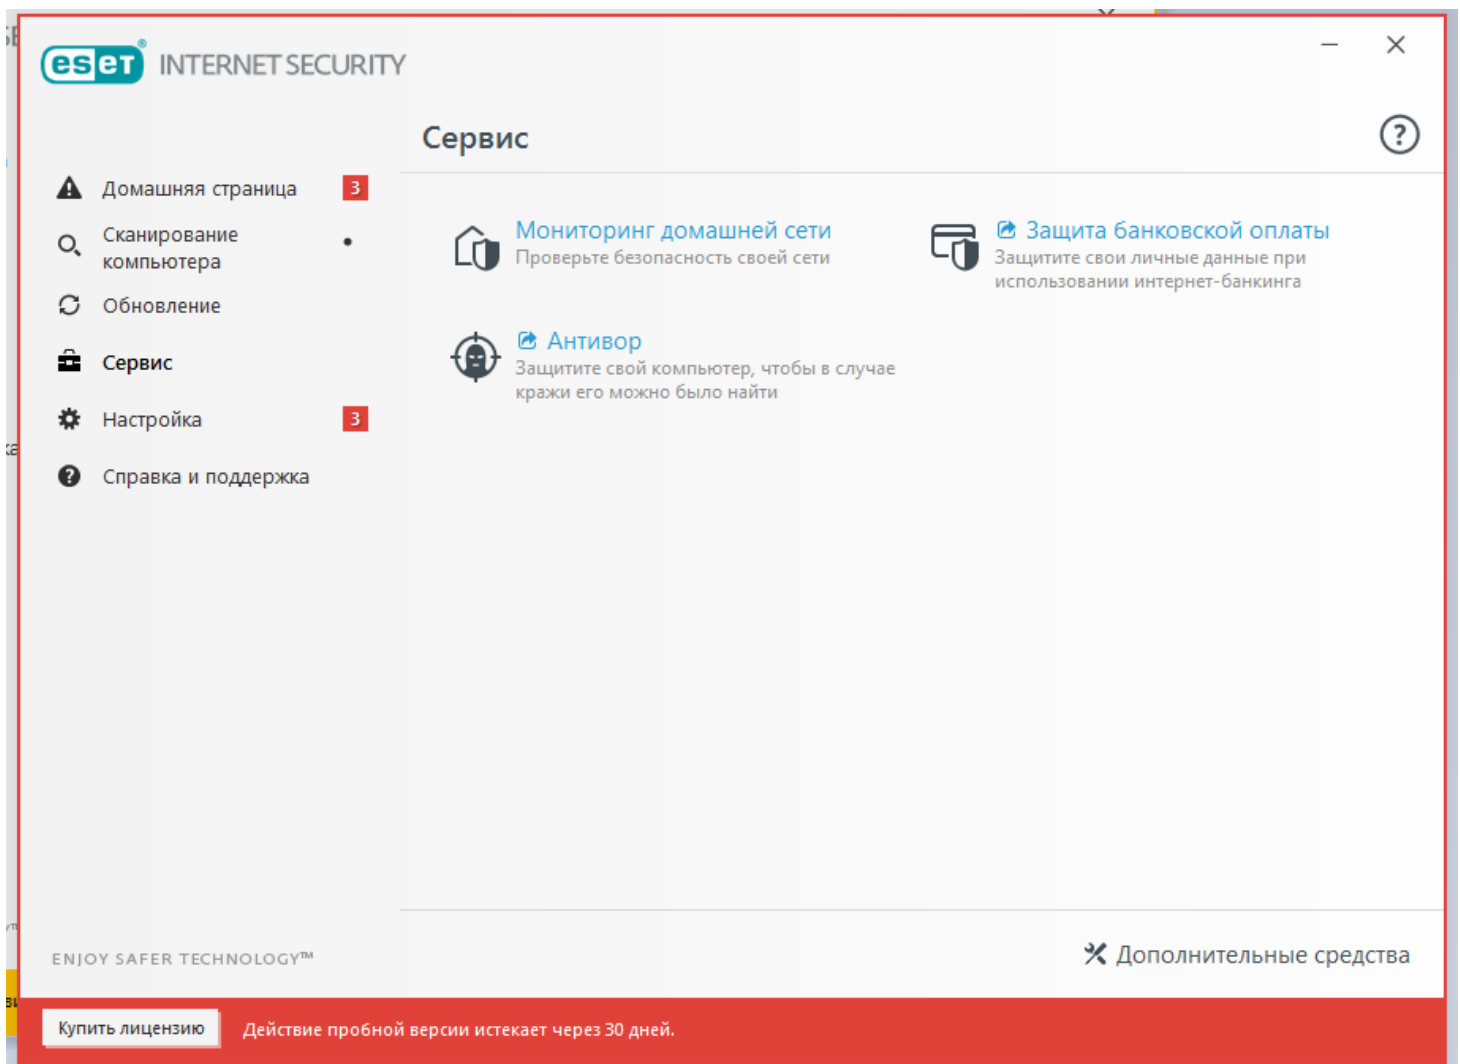 eset® INTERNET SECURITY
Сервис
Домашняя страница 3
Сканирование
компьютера
Обновление
Сервис
Настройка 3
Справка и поддержка
Мониторинг домашней сети
Проверьте безопасность своей сети
Защита банковской оплаты
Защитите свои личные данные при
использовании интернет-банкинга
Антивор
Защитите свой компьютер, чтобы в случае
кражи его можно было найти
ENJOY SAFER TECHNOLOGY™
Дополнительные средства
Купить лицензию
Действие пробной версии истекает через 30 дней.